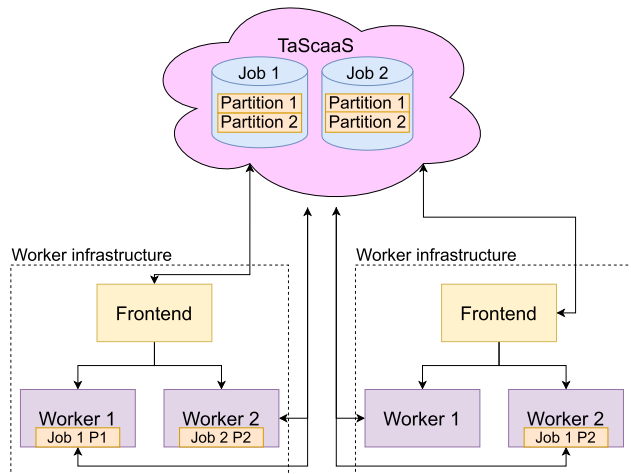 TaScaaS
Job 1
Job 2
Partition 1
Partition 1
Partition 2
Partition 2
Worker infrastructure
Worker infrastructure
Frontend
Frontend
Worker 1
Worker 2
Worker 1
Worker 2
Job 1 P1
Job 2 P2
Job 1 P2